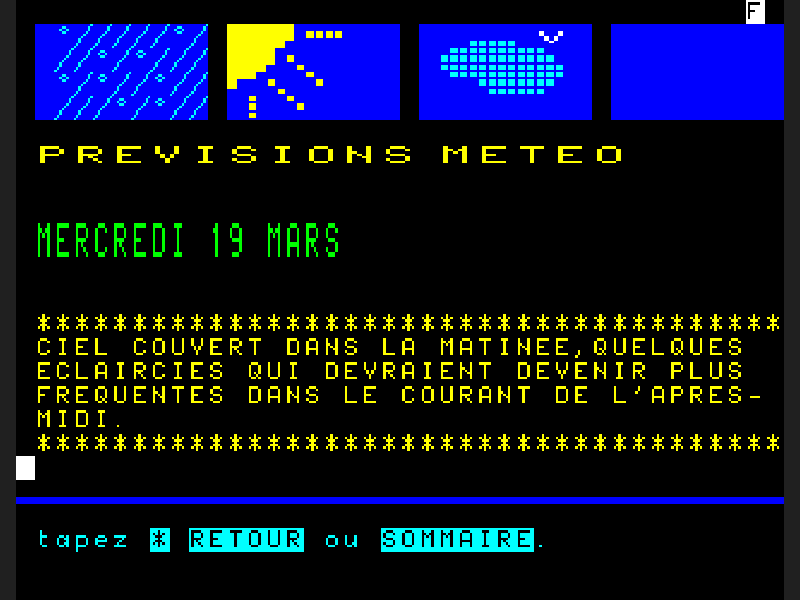 F
PREVISIONS METEO
MERCREDI 19 MARS
***************************************
CIEL COUVERT DANS LA MATINEE,QUELQUES
ECLAIRCIES QUI DEVRAIENT DEVENIR PLUS
FREQUENTES DANS LE COURANT DE L'APRES-
MIDI.
***************************************
tapez * RETOUR ou SOMMAIRE.